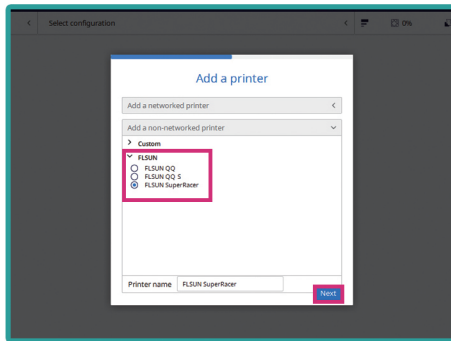 Select configuration
0%
Add a printer
Add a networked printer
Add a non-networked printer
Custom
FLSUN
FLSUN QQ
FLSUN QQ S
FLSUN SuperRacer
Printer name FLSUN SuperRacer
Next